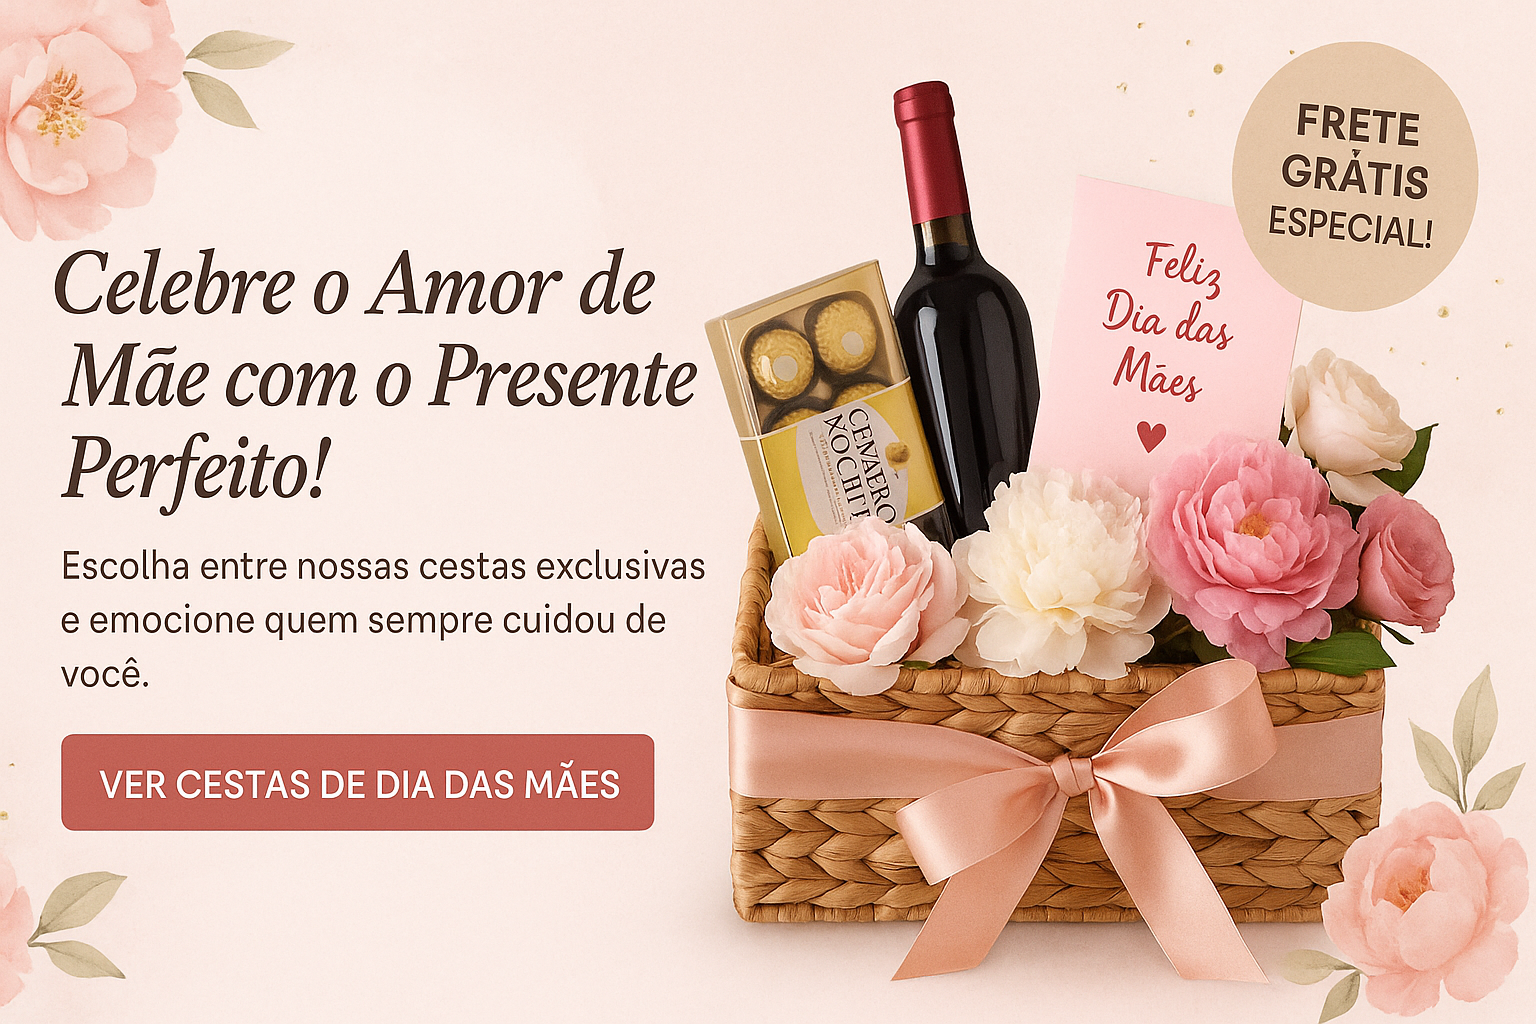 Celebre o Amor de
Mãe com o Presente
Perfeito!
Escolha entre nossas cestas exclusivas
e emocione quem sempre cuidou de
você.
VER CESTAS DE DIA DAS MÃES
FRETE
GRÁTIS
ESPECIAL!
Feliz
Dia das
Mães